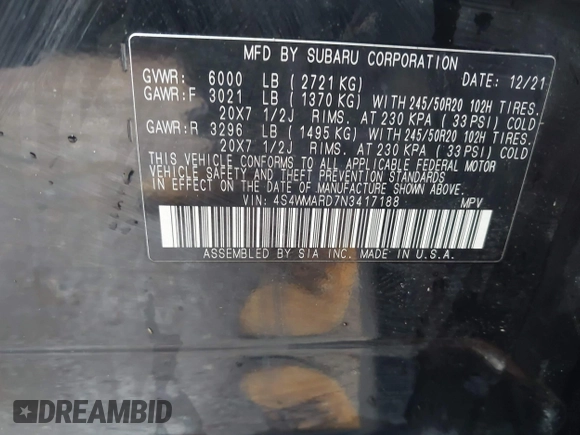 MFD BY SUBARU CORPORATION
GVWR: 6000 LB (2721 KG) DATE: 12/21
GAWR:F 3021 LB (1370 KG) WITH 245/50R20 102H TIRES.
20X7 1/2J RIMS. AT 230 KPA (33 PSI) COLD
GAWR:R 3296 LB (1495 KG) WITH 245/50R20 102H TIRES.
20X7 1/2J RIMS. AT 230 KPA (33 PSI) COLD
THIS VEHICLE CONFORMS TO ALL APPLICABLE FEDERAL MOTOR
VEHICLE SAFETY AND THEFT PREVENTION STANDARDS
IN EFFECT ON THE DATE OF MANUFACTURE SHOWN ABOVE.
VIN: 4S4WMARD7N3417188 MPV
ASSEMBLED BY SIA INC. MADE IN U.S.A.
DREAMBID